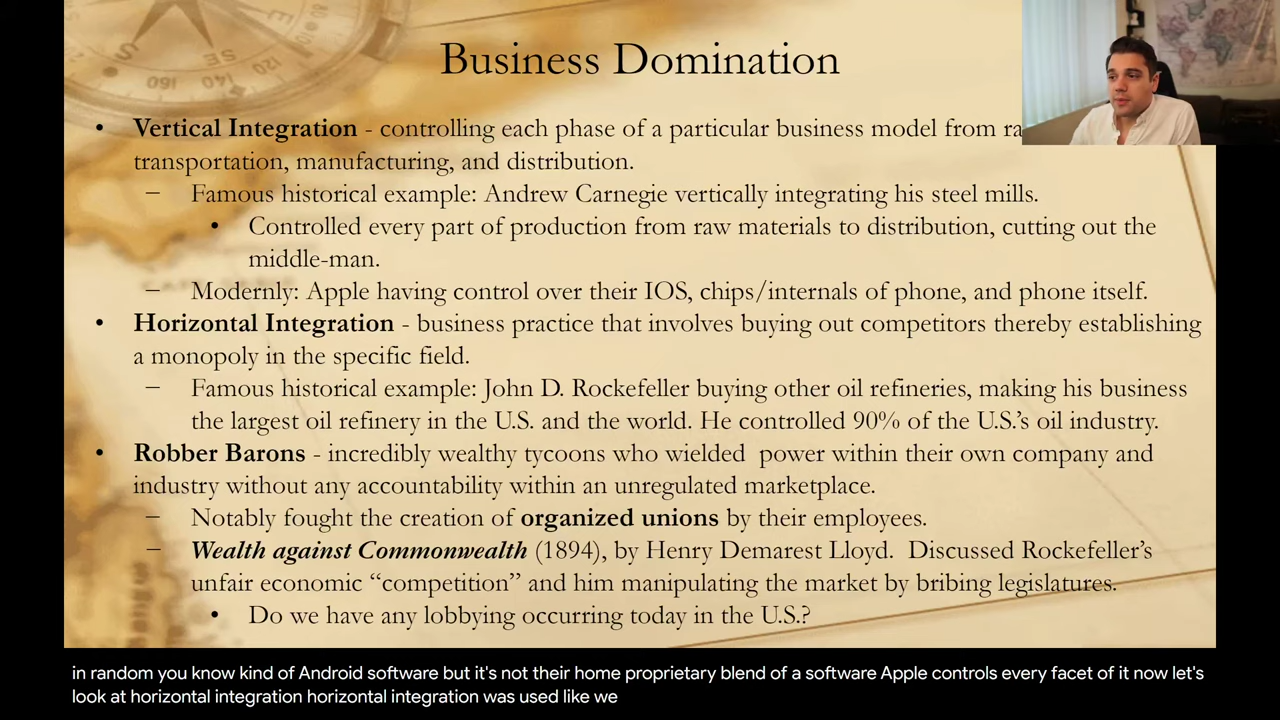 Business Domination
• Vertical Integration - controlling each phase of a particular business model from ra
transportation, manufacturing, and distribution.
– Famous historical example: Andrew Carnegie vertically integrating his steel mills.
• Controlled every part of production from raw materials to distribution, cutting out the
middle-man.
– Modernly: Apple having control over their IOS, chips/internals of phone, and phone itself.
• Horizontal Integration - business practice that involves buying out competitors thereby establishing
a monopoly in the specific field.
– Famous historical example: John D. Rockefeller buying other oil refineries, making his business
the largest oil refinery in the U.S. and the world. He controlled 90% of the U.S.’s oil industry.
• Robber Barons - incredibly wealthy tycoons who wielded power within their own company and
industry without any accountability within an unregulated marketplace.
– Notably fought the creation of organized unions by their employees.
– Wealth against Commonwealth (1894), by Henry Demarest Lloyd. Discussed Rockefeller’s
unfair economic “competition” and him manipulating the market by bribing legislatures.
• Do we have any lobbying occurring today in the U.S.?
in random you know kind of Android software but it's not their home proprietary blend of a software Apple controls every facet of it now let's
look at horizontal integration horizontal integration was used like we
S
SE
160
140
120